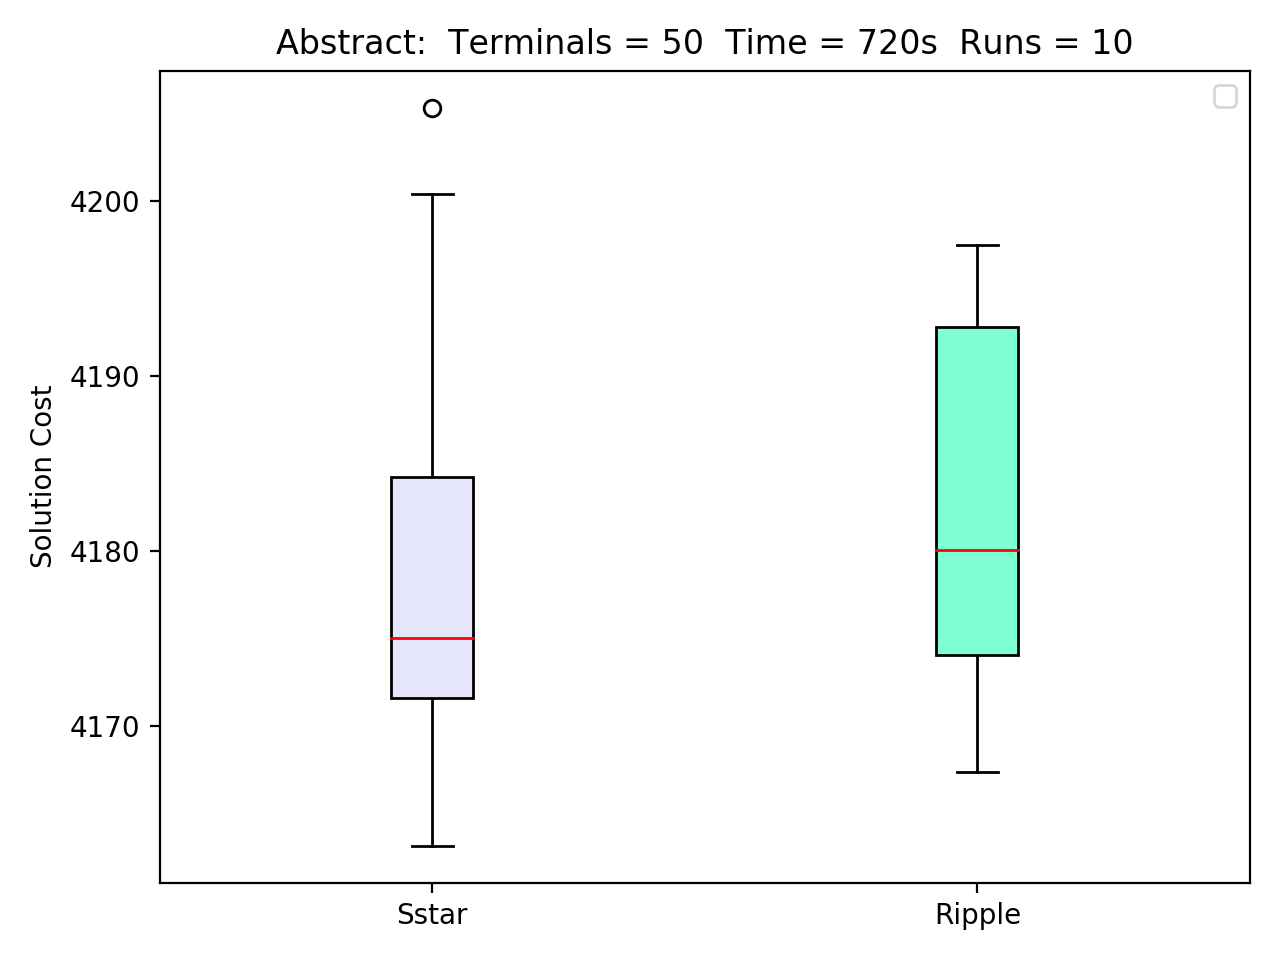 Abstract:  Terminals = 50  Time = 720s  Runs = 10
Solution Cost
4200
4190
4180
4170
Sstar
Ripple